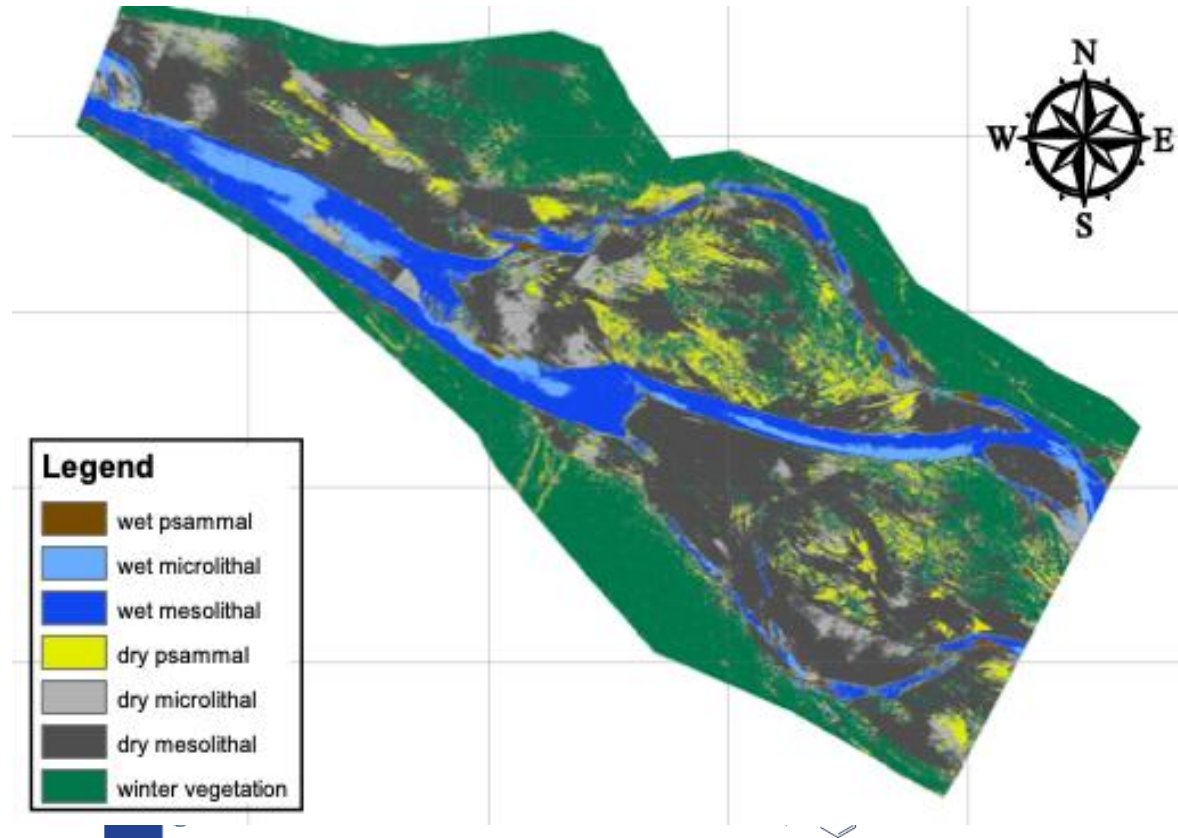 N
W E
S
Legend
wet psammal
wet microlithal
wet mesolithal
dry psammal
dry microlithal
dry mesolithal
winter vegetation